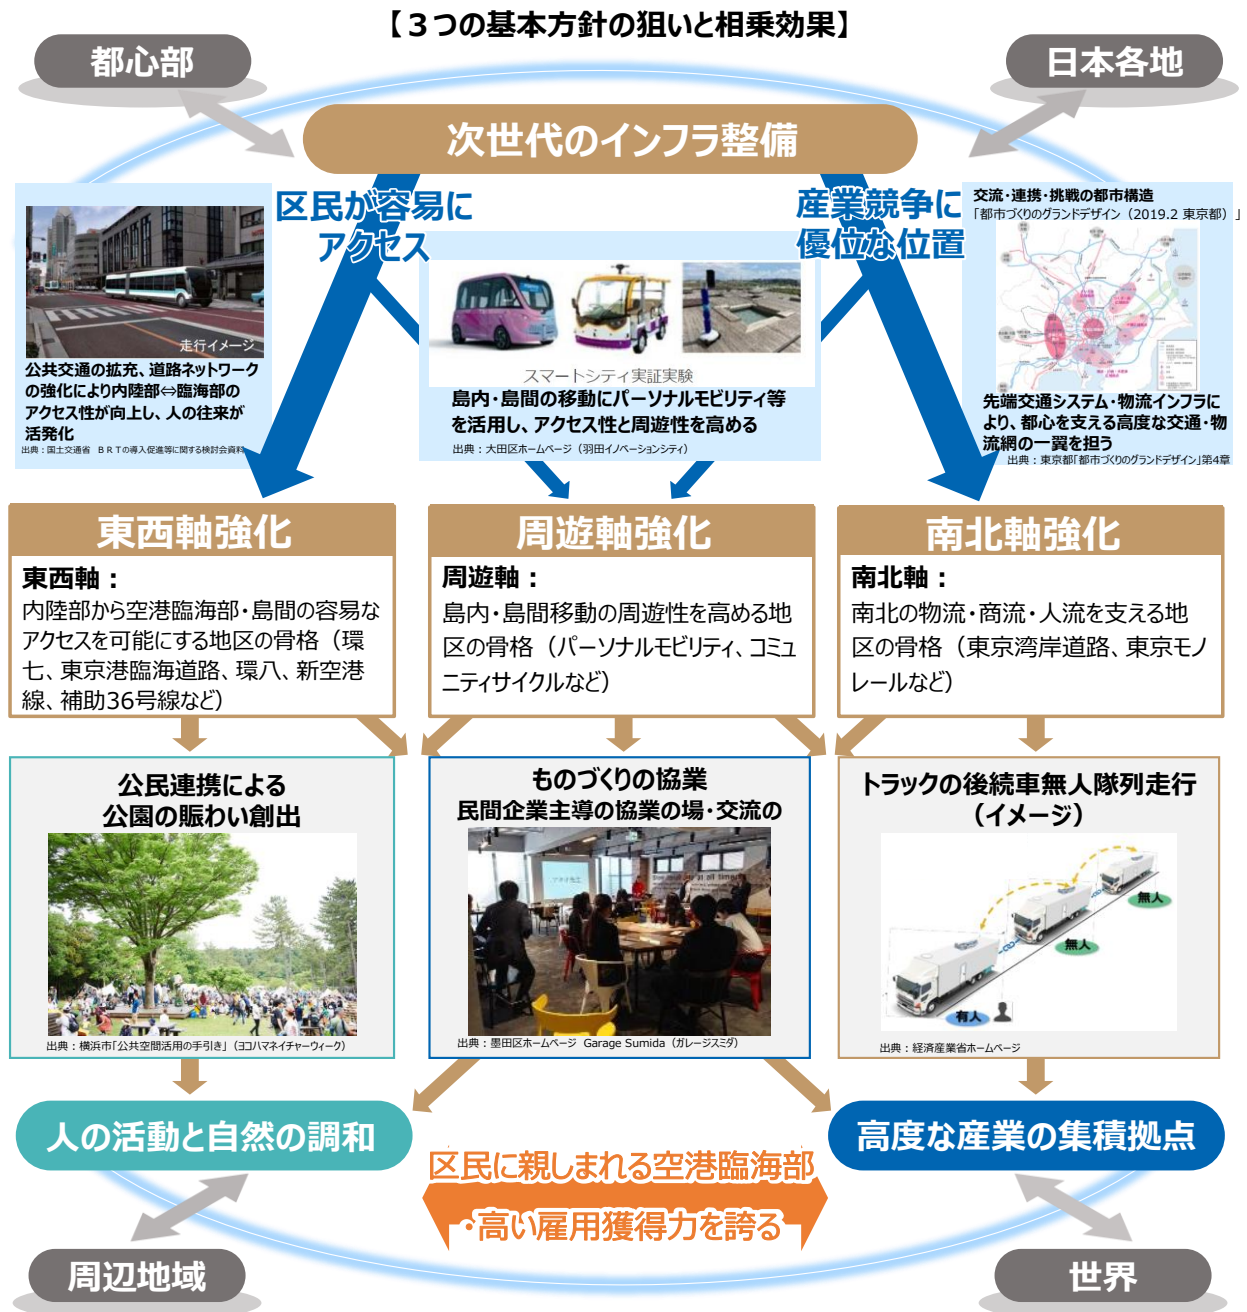 【３つの基本方針の狙いと相乗効果】
都心部
日本各地
次世代のインフラ整備
区民が容易に
アクセス
産業競争に
優位な位置
走行イメージ
公共交通の拡充、道路ネットワーク
の強化により内陸部⇔臨海部の
アクセス性が向上し、人の往来が
活発化
出典：国土交通省　ＢＲＴの導入促進等に関する検討会資料
スマートシティ実証実験
島内・島間の移動にパーソナルモビリティ等
を活用し、アクセス性と周遊性を高める
出典：大田区ホームページ（羽田イノベーションシティ）
交流・連携・挑戦の都市構造
「都市づくりのグランドデザイン（2019.2 東京都）」
先端交通システム・物流インフラに
より、都心を支える高度な交通・物
流網の一翼を担う
出典：東京都「都市づくりのグランドデザイン」第4章
東西軸強化
東西軸：
内陸部から空港臨海部・島間の容易な
アクセスを可能にする地区の骨格（環
七、東京港臨海道路、環八、新空港
線、補助36号線など）
周遊軸強化
周遊軸：
島内・島間移動の周遊性を高める地
区の骨格（パーソナルモビリティ、コミュ
ニティサイクルなど）
南北軸強化
南北軸：
南北の物流・商流・人流を支える地
区の骨格（東京湾岸道路、東京モノ
レールなど）
公民連携による
公園の賑わい創出
出典：横浜市「公共空間活用の手引き」（ヨコハマネイチャーウィーク）
ものづくりの協業
民間企業主導の協業の場・交流の
出典：墨田区ホームページ Garage Sumida（ガレージスミダ）
トラックの後続車無人隊列走行
（イメージ）
無人
無人
有人
出典：経済産業省ホームページ
人の活動と自然の調和
高度な産業の集積拠点
区民に親しまれる空港臨海部
・高い雇用獲得力を誇る
周辺地域
世界